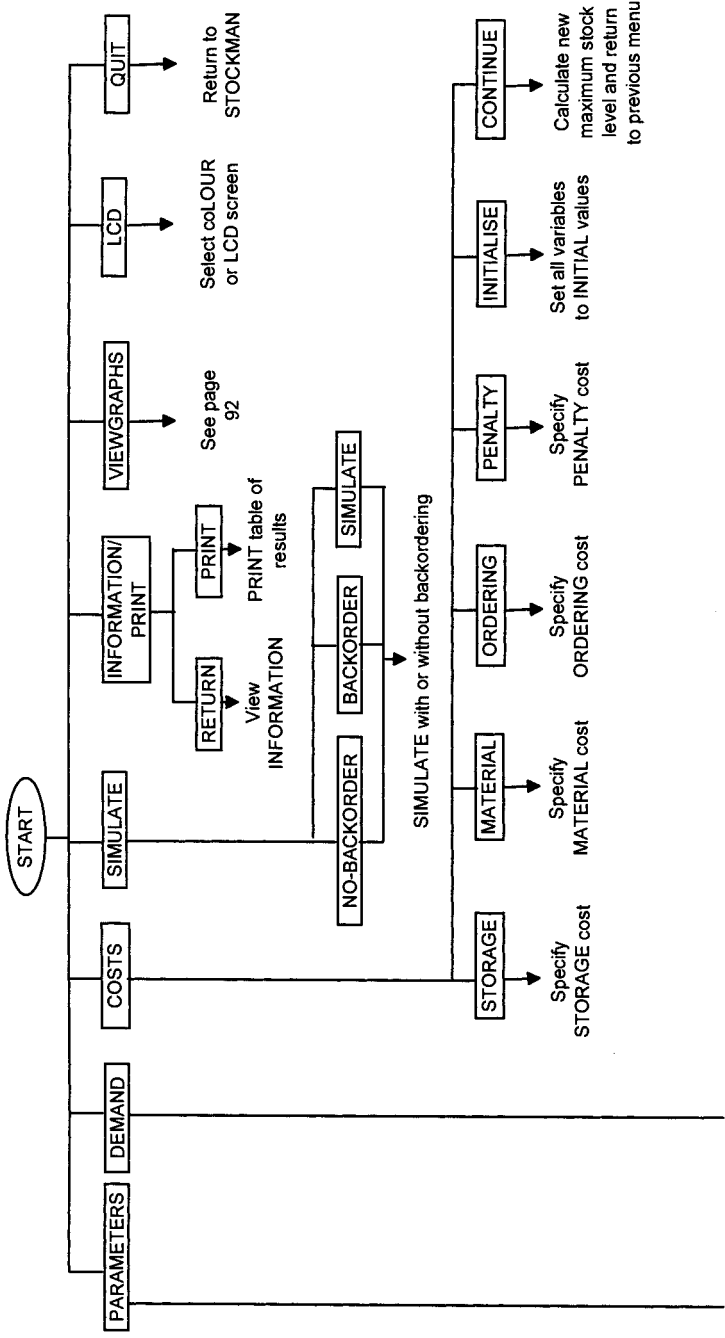 START
PARAMETERS
DEMAND
COSTS
SIMULATE
INFORMATION/
PRINT
VIEWGRAPHS
LCD
QUIT
RETURN
PRINT
View
INFORMATION
PRINT table of
results
See page
92
Select coLOUR
or LCD screen
Return to
STOCKMAN
NO-BACKORDER
BACKORDER
SIMULATE
SIMULATE with or without backordering
STORAGE
MATERIAL
ORDERING
PENALTY
INITIALISE
CONTINUE
Specify
STORAGE cost
Specify
MATERIAL cost
Specify
ORDERING cost
Specify
PENALTY cost
Set all variables
to INITIAL values
Calculate new
maximum stock
level and return
to previous menu